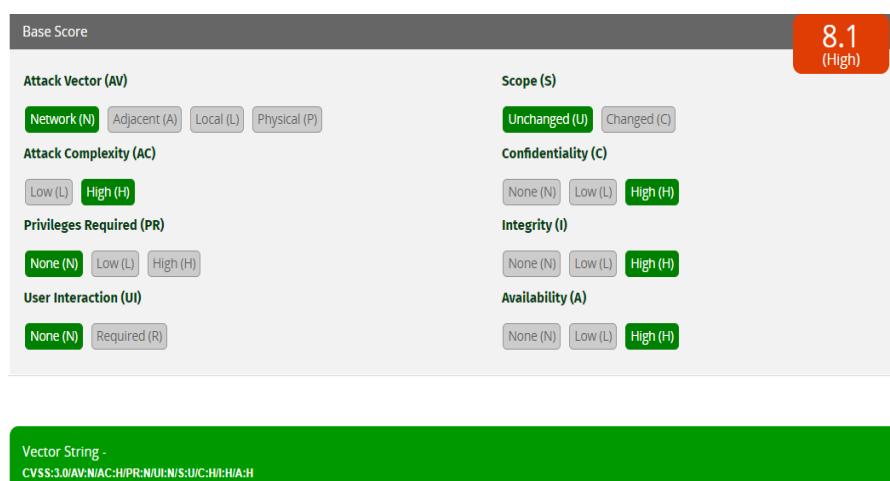 Base Score
8.1
(High)
Attack Vector (AV)
Network (N) Adjacent (A) Local (L) Physical (P)
Attack Complexity (AC)
Low (L) High (H)
Privileges Required (PR)
None (N) Low (L) High (H)
User Interaction (UI)
None (N) Required (R)
Scope (S)
Unchanged (U) Changed (C)
Confidentiality (C)
None (N) Low (L) High (H)
Integrity (I)
None (N) Low (L) High (H)
Availability (A)
None (N) Low (L) High (H)
Vector String -
CVSS:3.0/AV:N/AC:H/PR:N/UI:N/S:U/C:H/I:H/A:H